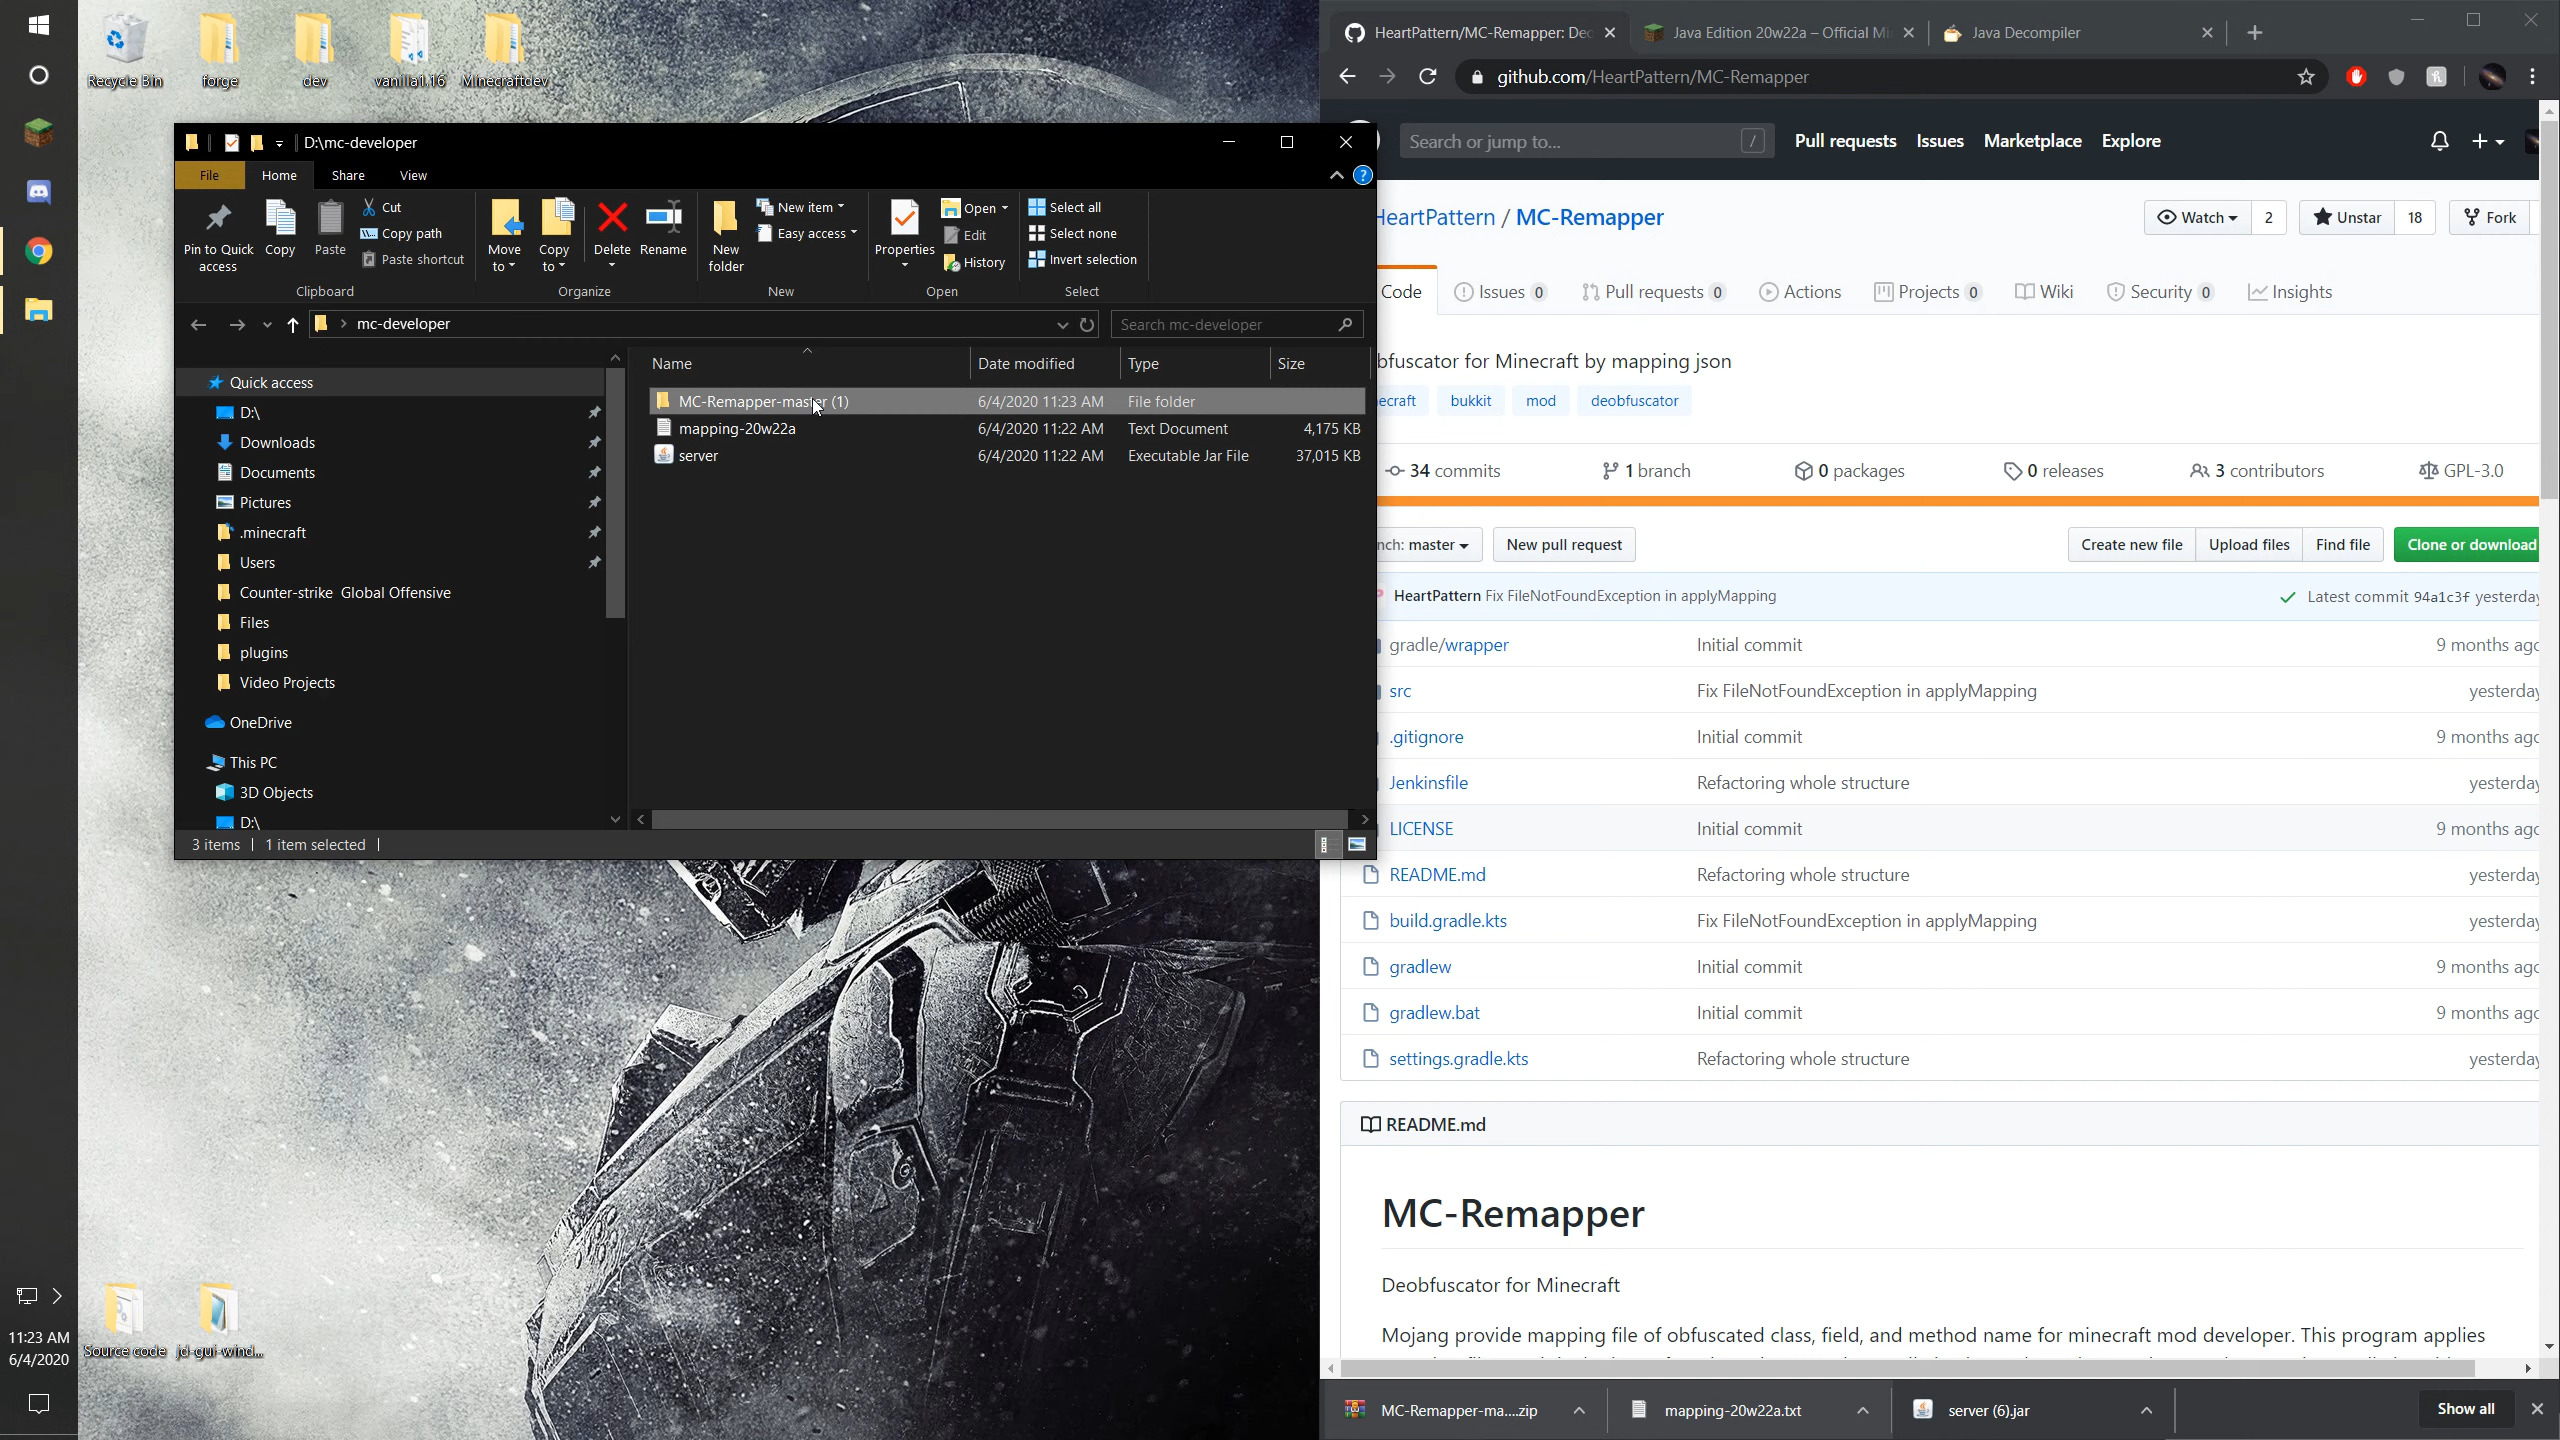 Recycle Bin
forge
dev
vanilla1.16
Minecraftdev
D:\mc-developer
File
Home
Share
View
Pin to Quick access
Copy
Paste
Cut
Copy path
Paste shortcut
Clipboard
Move to
Copy to
Delete
Rename
Organize
New folder
New item
Easy access
New
Properties
Open
Edit
History
Open
Select all
Select none
Invert selection
Select
mc-developer
Search mc-developer
Name
Date modified
Type
Size
MC-Remapper-master (1)
6/4/2020 11:23 AM
File folder
mapping-20w22a
6/4/2020 11:22 AM
Text Document
4,175 KB
server
6/4/2020 11:22 AM
Executable Jar File
37,015 KB
Quick access
D:\
Downloads
Documents
Pictures
.minecraft
Users
Counter-strike Global Offensive
Files
plugins
Video Projects
OneDrive
This PC
3D Objects
D:\
3 items
1 item selected
Source code
jd-gui-wind...
11:23 AM
6/4/2020
HeartPattern/MC-Remapper: Dec
Java Edition 20w22a – Official Mi
Java Decompiler
github.com/HeartPattern/MC-Remapper
Search or jump to...
/
Pull requests
Issues
Marketplace
Explore
HeartPattern / MC-Remapper
Watch
2
Unstar
18
Fork
Code
Issues 0
Pull requests 0
Actions
Projects 0
Wiki
Security 0
Insights
bfuscator for Minecraft by mapping json
ecraft
bukkit
mod
deobfuscator
34 commits
1 branch
0 packages
0 releases
3 contributors
GPL-3.0
nch: master
New pull request
Create new file
Upload files
Find file
Clone or download
HeartPattern Fix FileNotFoundException in applyMapping
Latest commit 94a1c3f yesterday
gradle/wrapper
Initial commit
9 months ago
src
Fix FileNotFoundException in applyMapping
yesterday
.gitignore
Initial commit
9 months ago
Jenkinsfile
Refactoring whole structure
yesterday
LICENSE
Initial commit
9 months ago
README.md
Refactoring whole structure
yesterday
build.gradle.kts
Fix FileNotFoundException in applyMapping
yesterday
gradlew
Initial commit
9 months ago
gradlew.bat
Initial commit
9 months ago
settings.gradle.kts
Refactoring whole structure
yesterday
README.md
MC-Remapper
Deobfuscator for Minecraft
Mojang provide mapping file of obfuscated class, field, and method name for minecraft mod developer. This program applies
MC-Remapper-ma....zip
mapping-20w22a.txt
server (6).jar
Show all